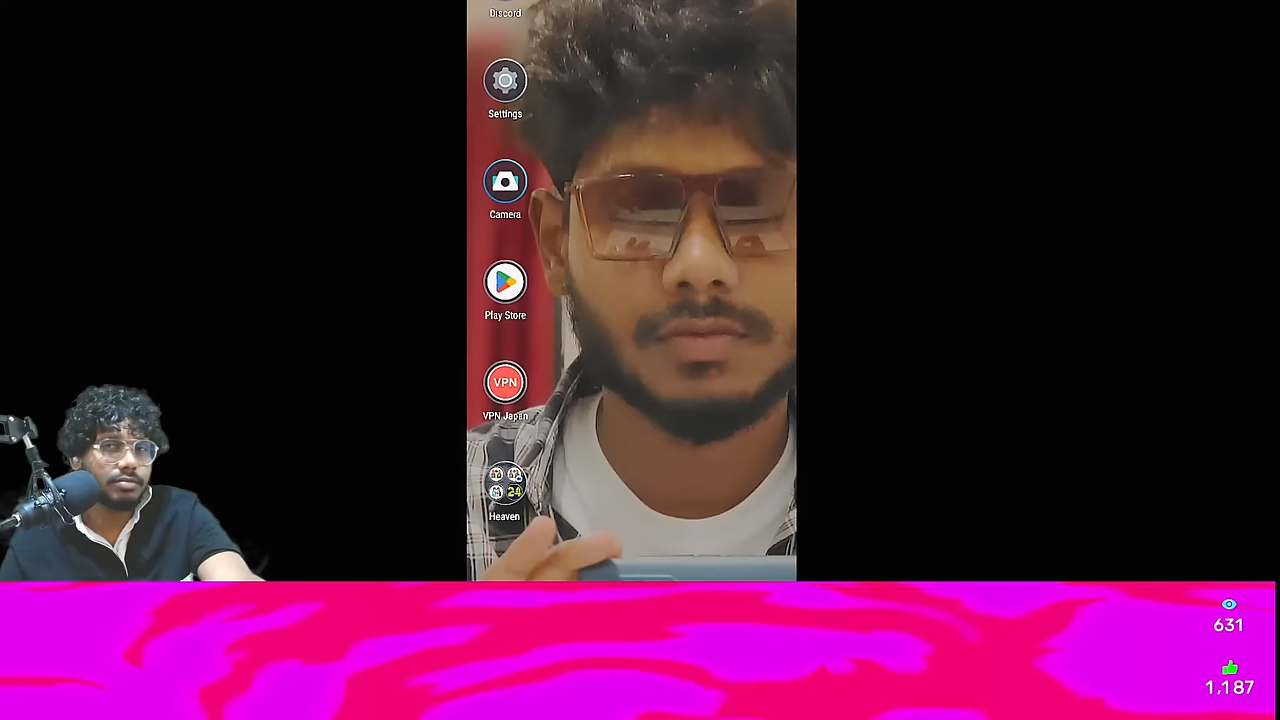 Discord
Settings
Camera
Play Store
VPN
VPN Japan
24
Heaven
631
1,187